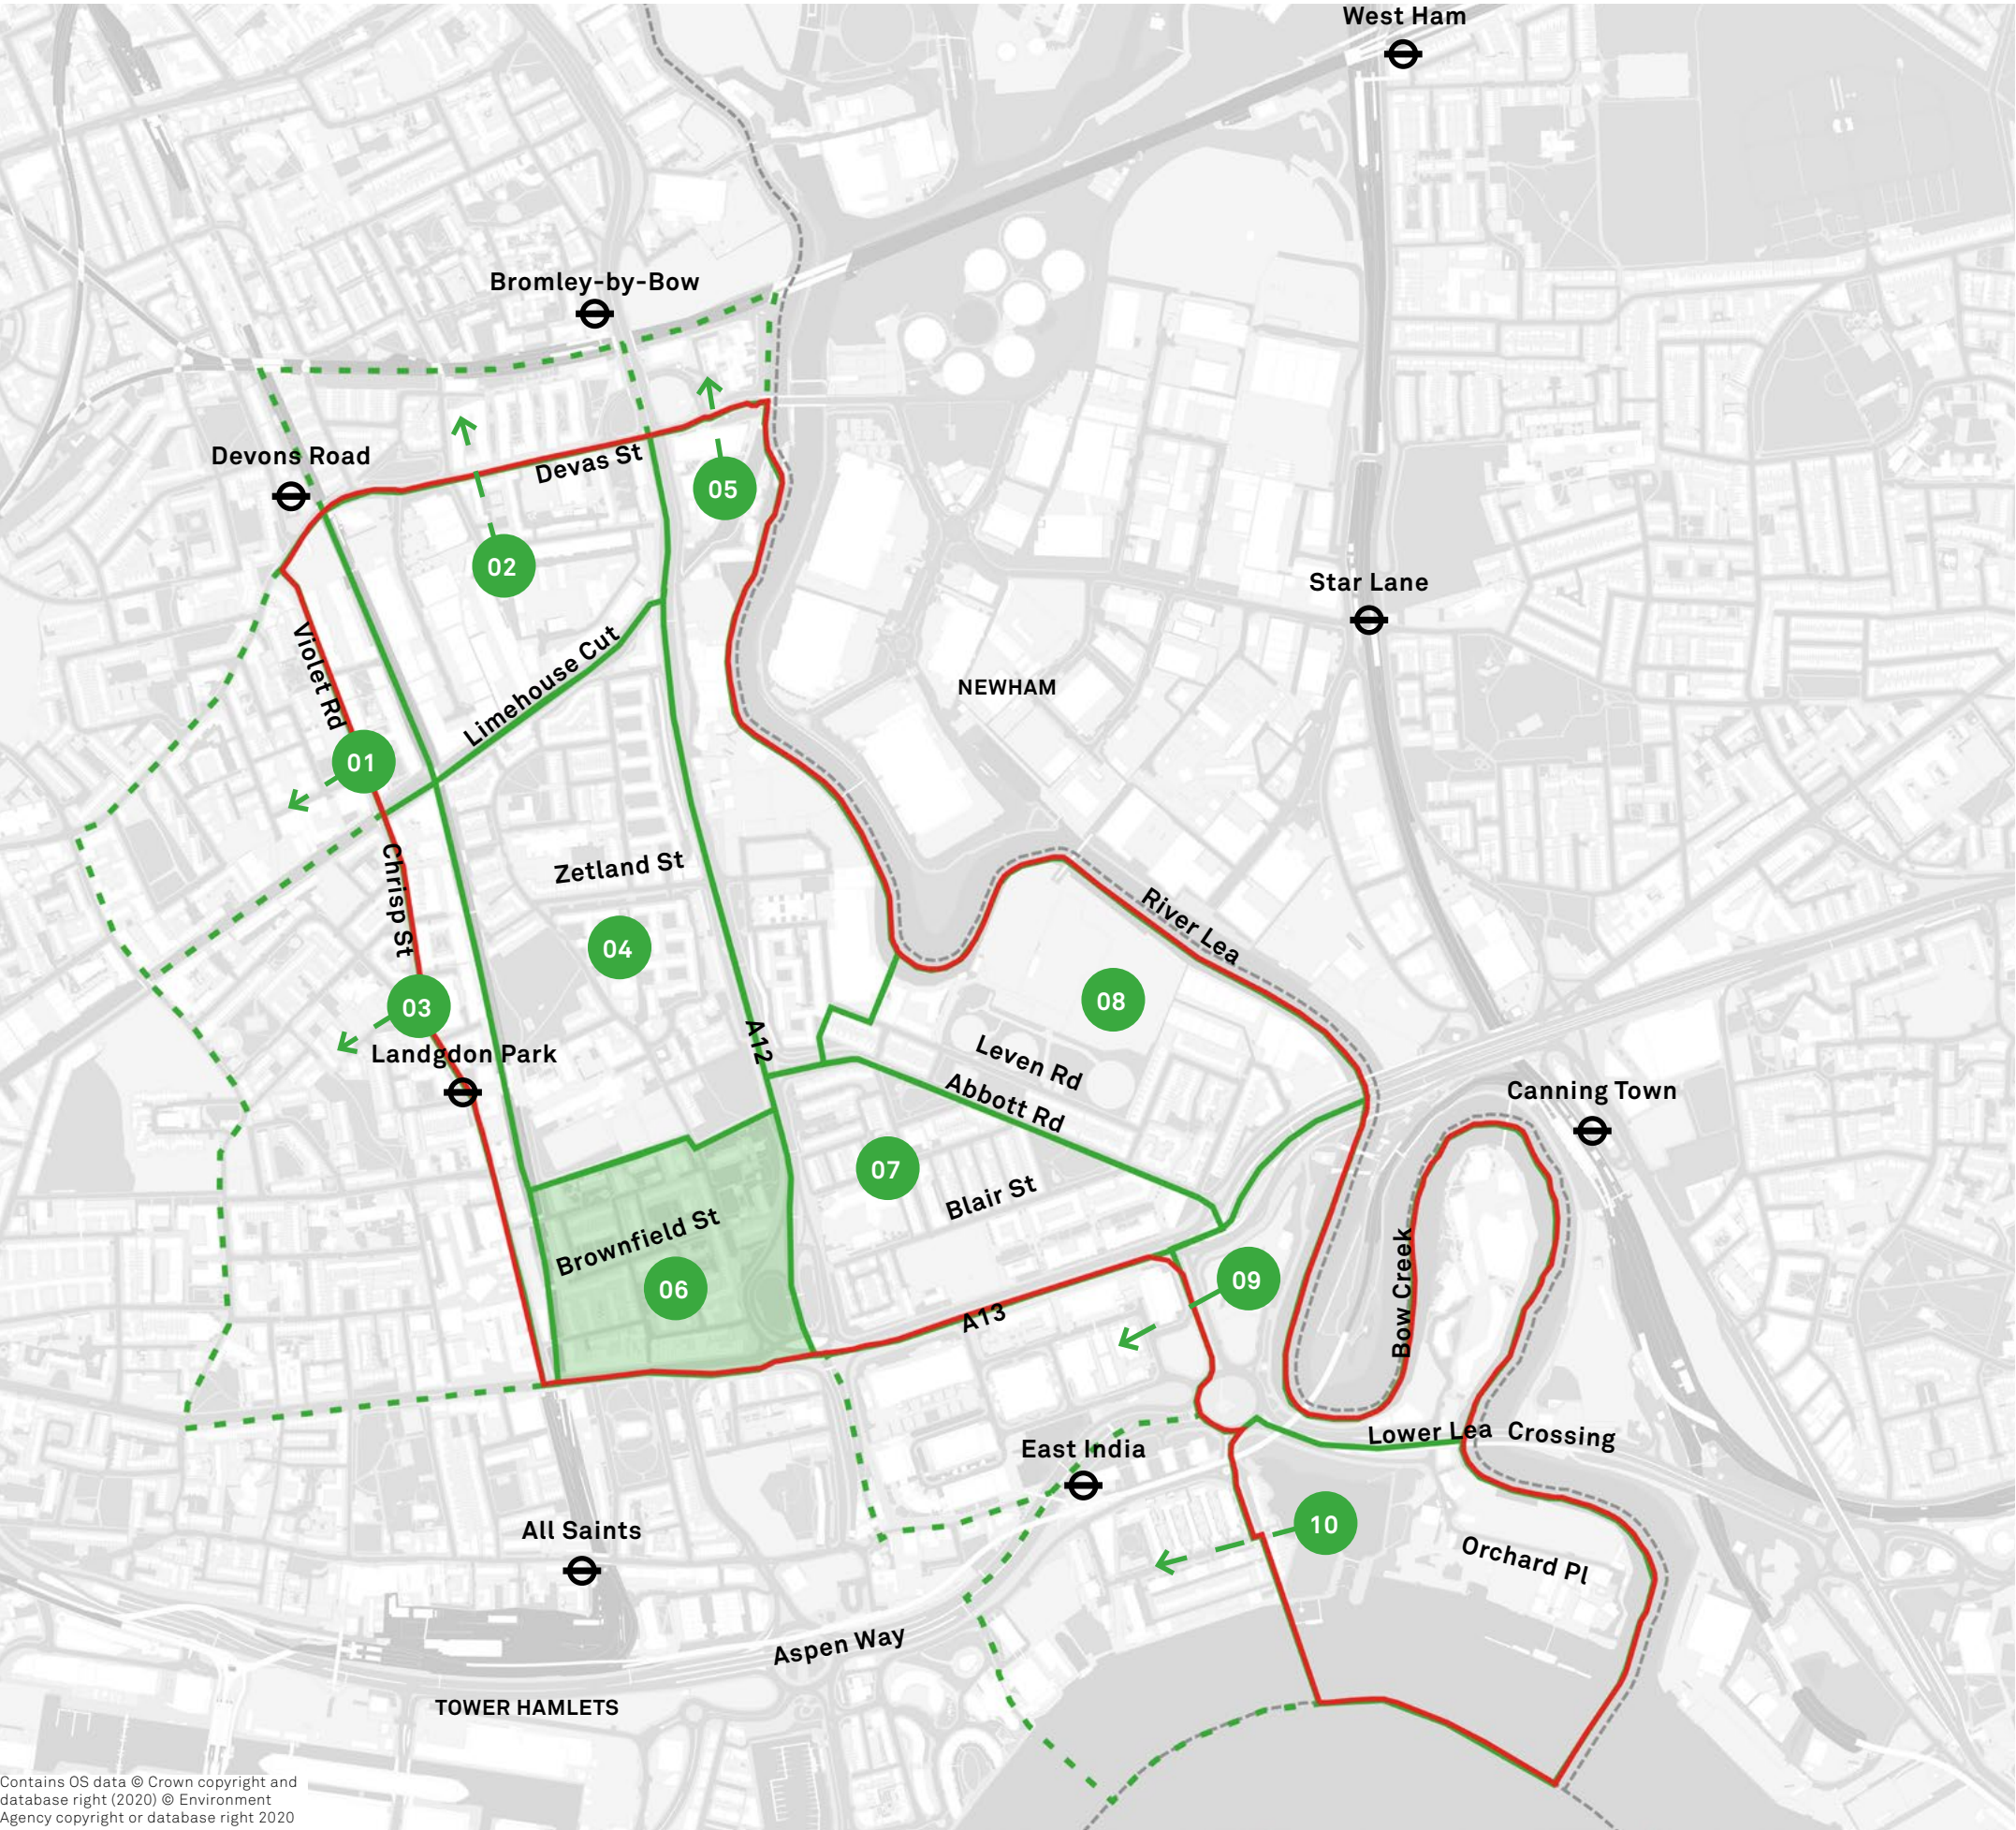 West Ham
Bromley-by-Bow
Devons Road
Devas St
05
02
Star Lane
Violet Rd
Limehouse Cut
NEWHAM
01
Chrisp St
Zetland St
River Lea
04
03
08
A12
Landgdon Park
Leven Rd
Abbott Rd
Canning Town
07
Blair St
Brownfield St
06
09
Bow Creek
A13
Lower Lea Crossing
East India
All Saints
10
Orchard Pl
Aspen Way
TOWER HAMLETS
Contains OS data © Crown copyright and
database right (2020) © Environment
Agency copyright or database right 2020